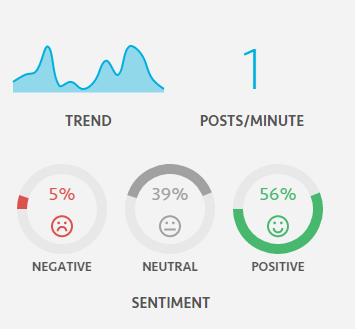 1
TREND POSTS/MINUTE
5% 39% 56%
NEGATIVE NEUTRAL POSITIVE
SENTIMENT